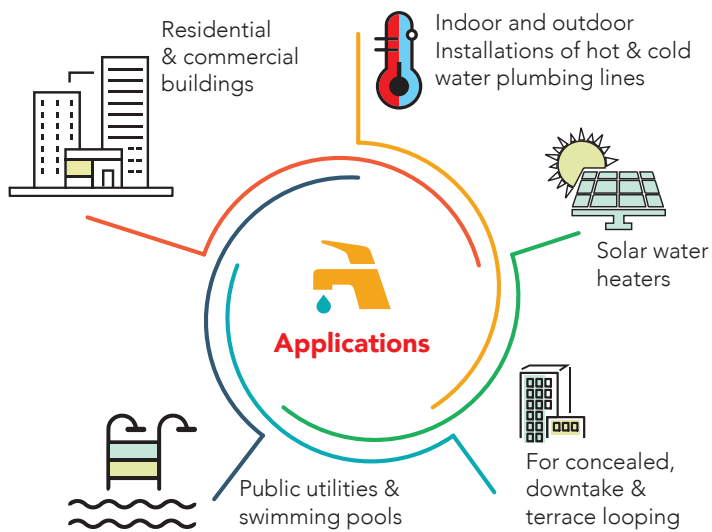 Residential
& commercial
buildings
Indoor and outdoor
Installations of hot & cold
water plumbing lines
Solar water
heaters
Applications
For concealed,
downtake &
terrace looping
Public utilities &
swimming pools